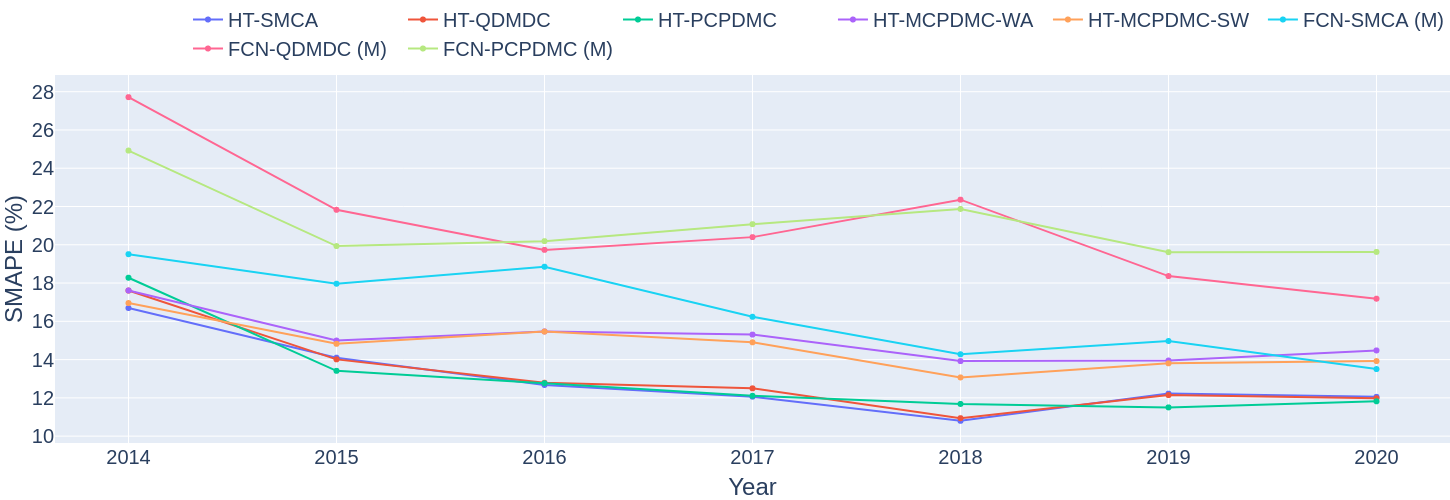 HT-SMCA HT-QDMDC HT-PCPDMC HT-MCPDMC-WA HT-MCPDMC-SW FCN-SMCA (M)
FCN-QDMDC (M) FCN-PCPDMC (M)
28
26
24
22
20
18
16
14
12
10
SMAPE (%)
2014 2015 2016 2017 2018 2019 2020
Year